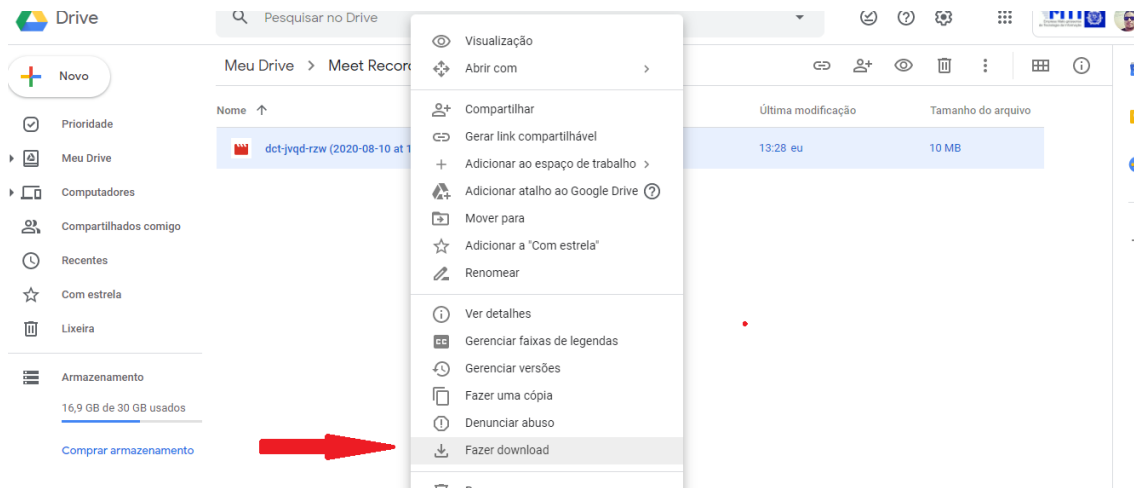 Drive
Pesquisar no Drive
Novo
Prioridade
Meu Drive
Computadores
Compartilhados comigo
Recentes
Com estrela
Lixeira
Armazenamento
16,9 GB de 30 GB usados
Comprar armazenamento
Meu Drive > Meet Recor
Nome
Última modificação
Tamanho do arquivo
dct-jvqd-rzw (2020-08-10 at 1
13:28 eu
10 MB
Visualização
Abrir com
Compartilhar
Gerar link compartilhável
Adicionar ao espaço de trabalho
Adicionar atalho ao Google Drive
Mover para
Adicionar a "Com estrela"
Renomear
Ver detalhes
CC Gerenciar faixas de legendas
Gerenciar versões
Fazer uma cópia
Denunciar abuso
Fazer download